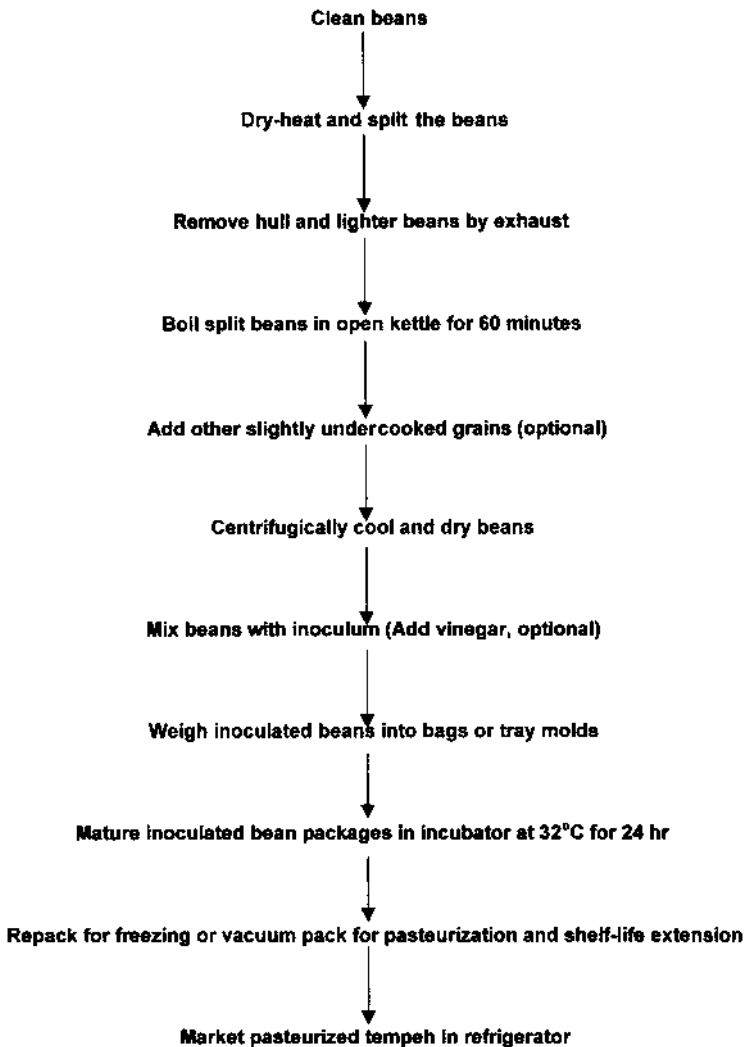 Clean beans
Dry-heat and split the beans
Remove hull and lighter beans by exhaust
Boil split beans in open kettle for 60 minutes
Add other slightly undercooked grains (optional)
Centrifugically cool and dry beans
Mix beans with inoculum (Add vinegar, optional)
Weigh inoculated beans into bags or tray molds
Mature inoculated bean packages in incubator at 32°C for 24 hr
Repack for freezing or vacuum pack for pasteurization and shelf-life extension
Market pasteurized tempeh in refrigerator